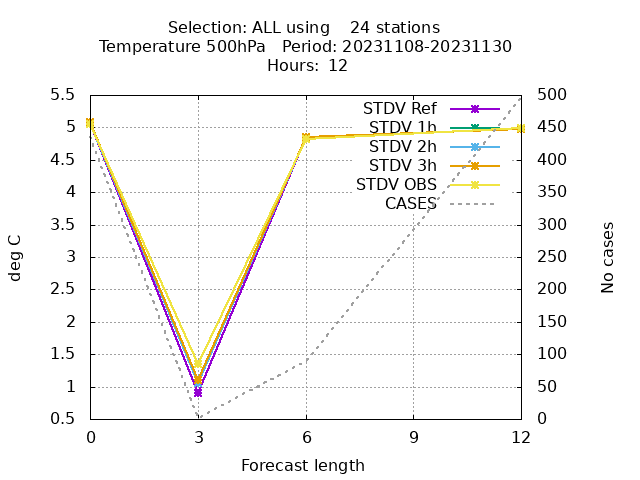 Selection: ALL using    24 stations
Temperature 500hPa   Period: 20231108-20231130
Hours:  12
5.5
5
4.5
4
3.5
3
2.5
2
1.5
1
0.5
deg C
STDV Ref
STDV 1h
STDV 2h
STDV 3h
STDV OBS
CASES
500
450
400
350
300
250
200
150
100
50
0
No cases
0 3 6 9 12
Forecast length